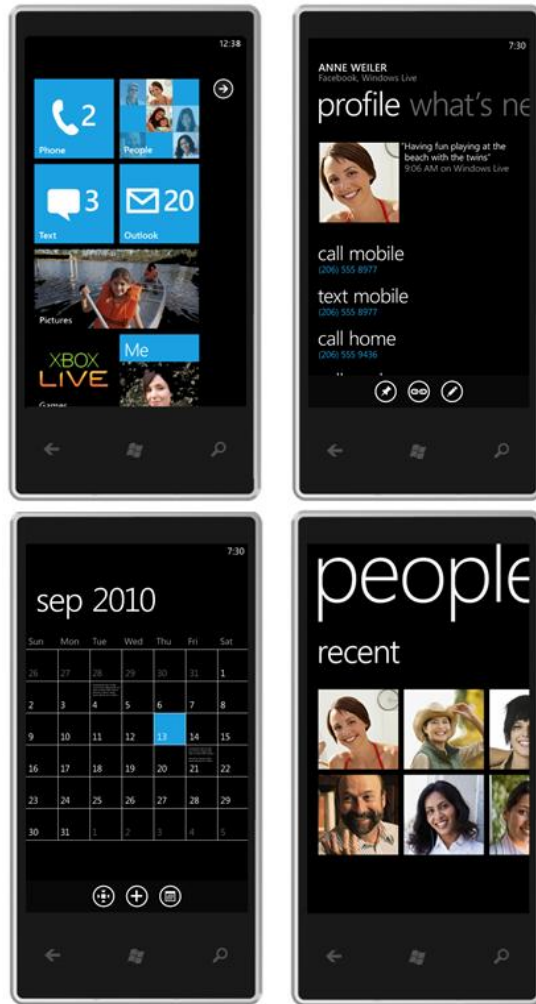 12:38
2
Phone
People
3
Text
20
Outlook
Pictures
XBOX
LIVE
Games
Me
7:30
ANNE WEILER
Facebook, Windows Live
profile what's ne
"Having fun playing at the
beach with the twins"
9:06 AM on Windows Live
call mobile
(206) 555 8977
text mobile
(206) 555 8977
call home
(206) 555 9436
7:30
sep 2010
Sun Mon Tue Wed Thu Fri Sat
26 27 28 29 30 31 1
2 3 4 5 6 7 8
9 10 11 12 13 14 15
16 17 18 19 20 21 22
23 24 25 26 27 28 29
30 31 1 2 3 4 5
people
recent